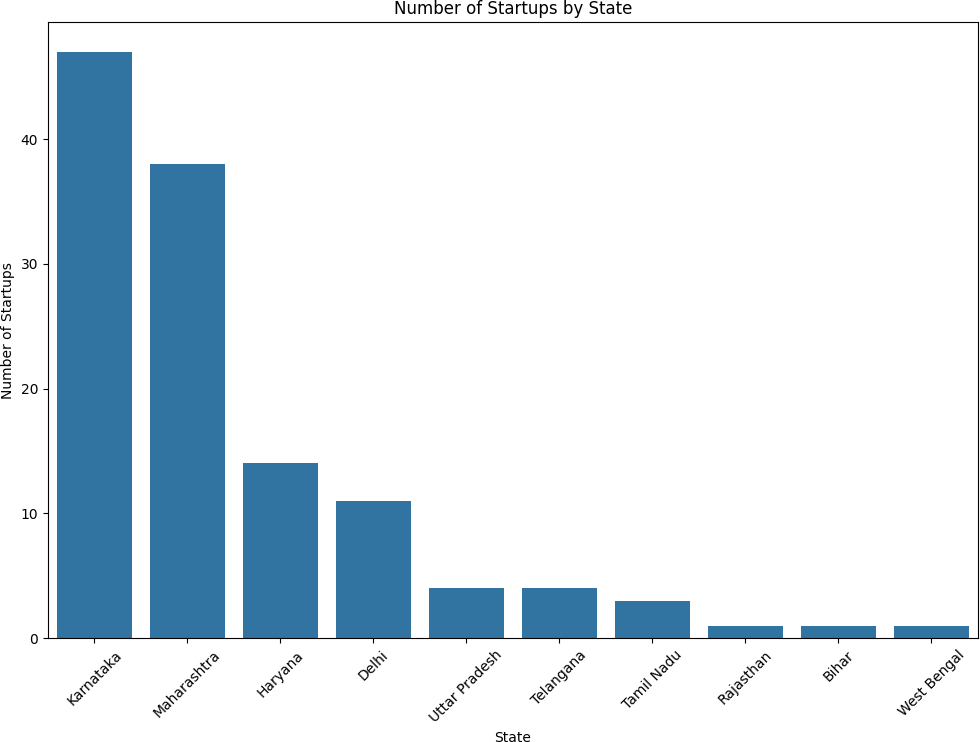 Number of Startups by State
Number of Startups
40
30
20
10
0
Karnataka
Maharashtra
Haryana
Delhi
Uttar Pradesh
Telangana
Tamil Nadu
Rajasthan
Bihar
West Bengal
State